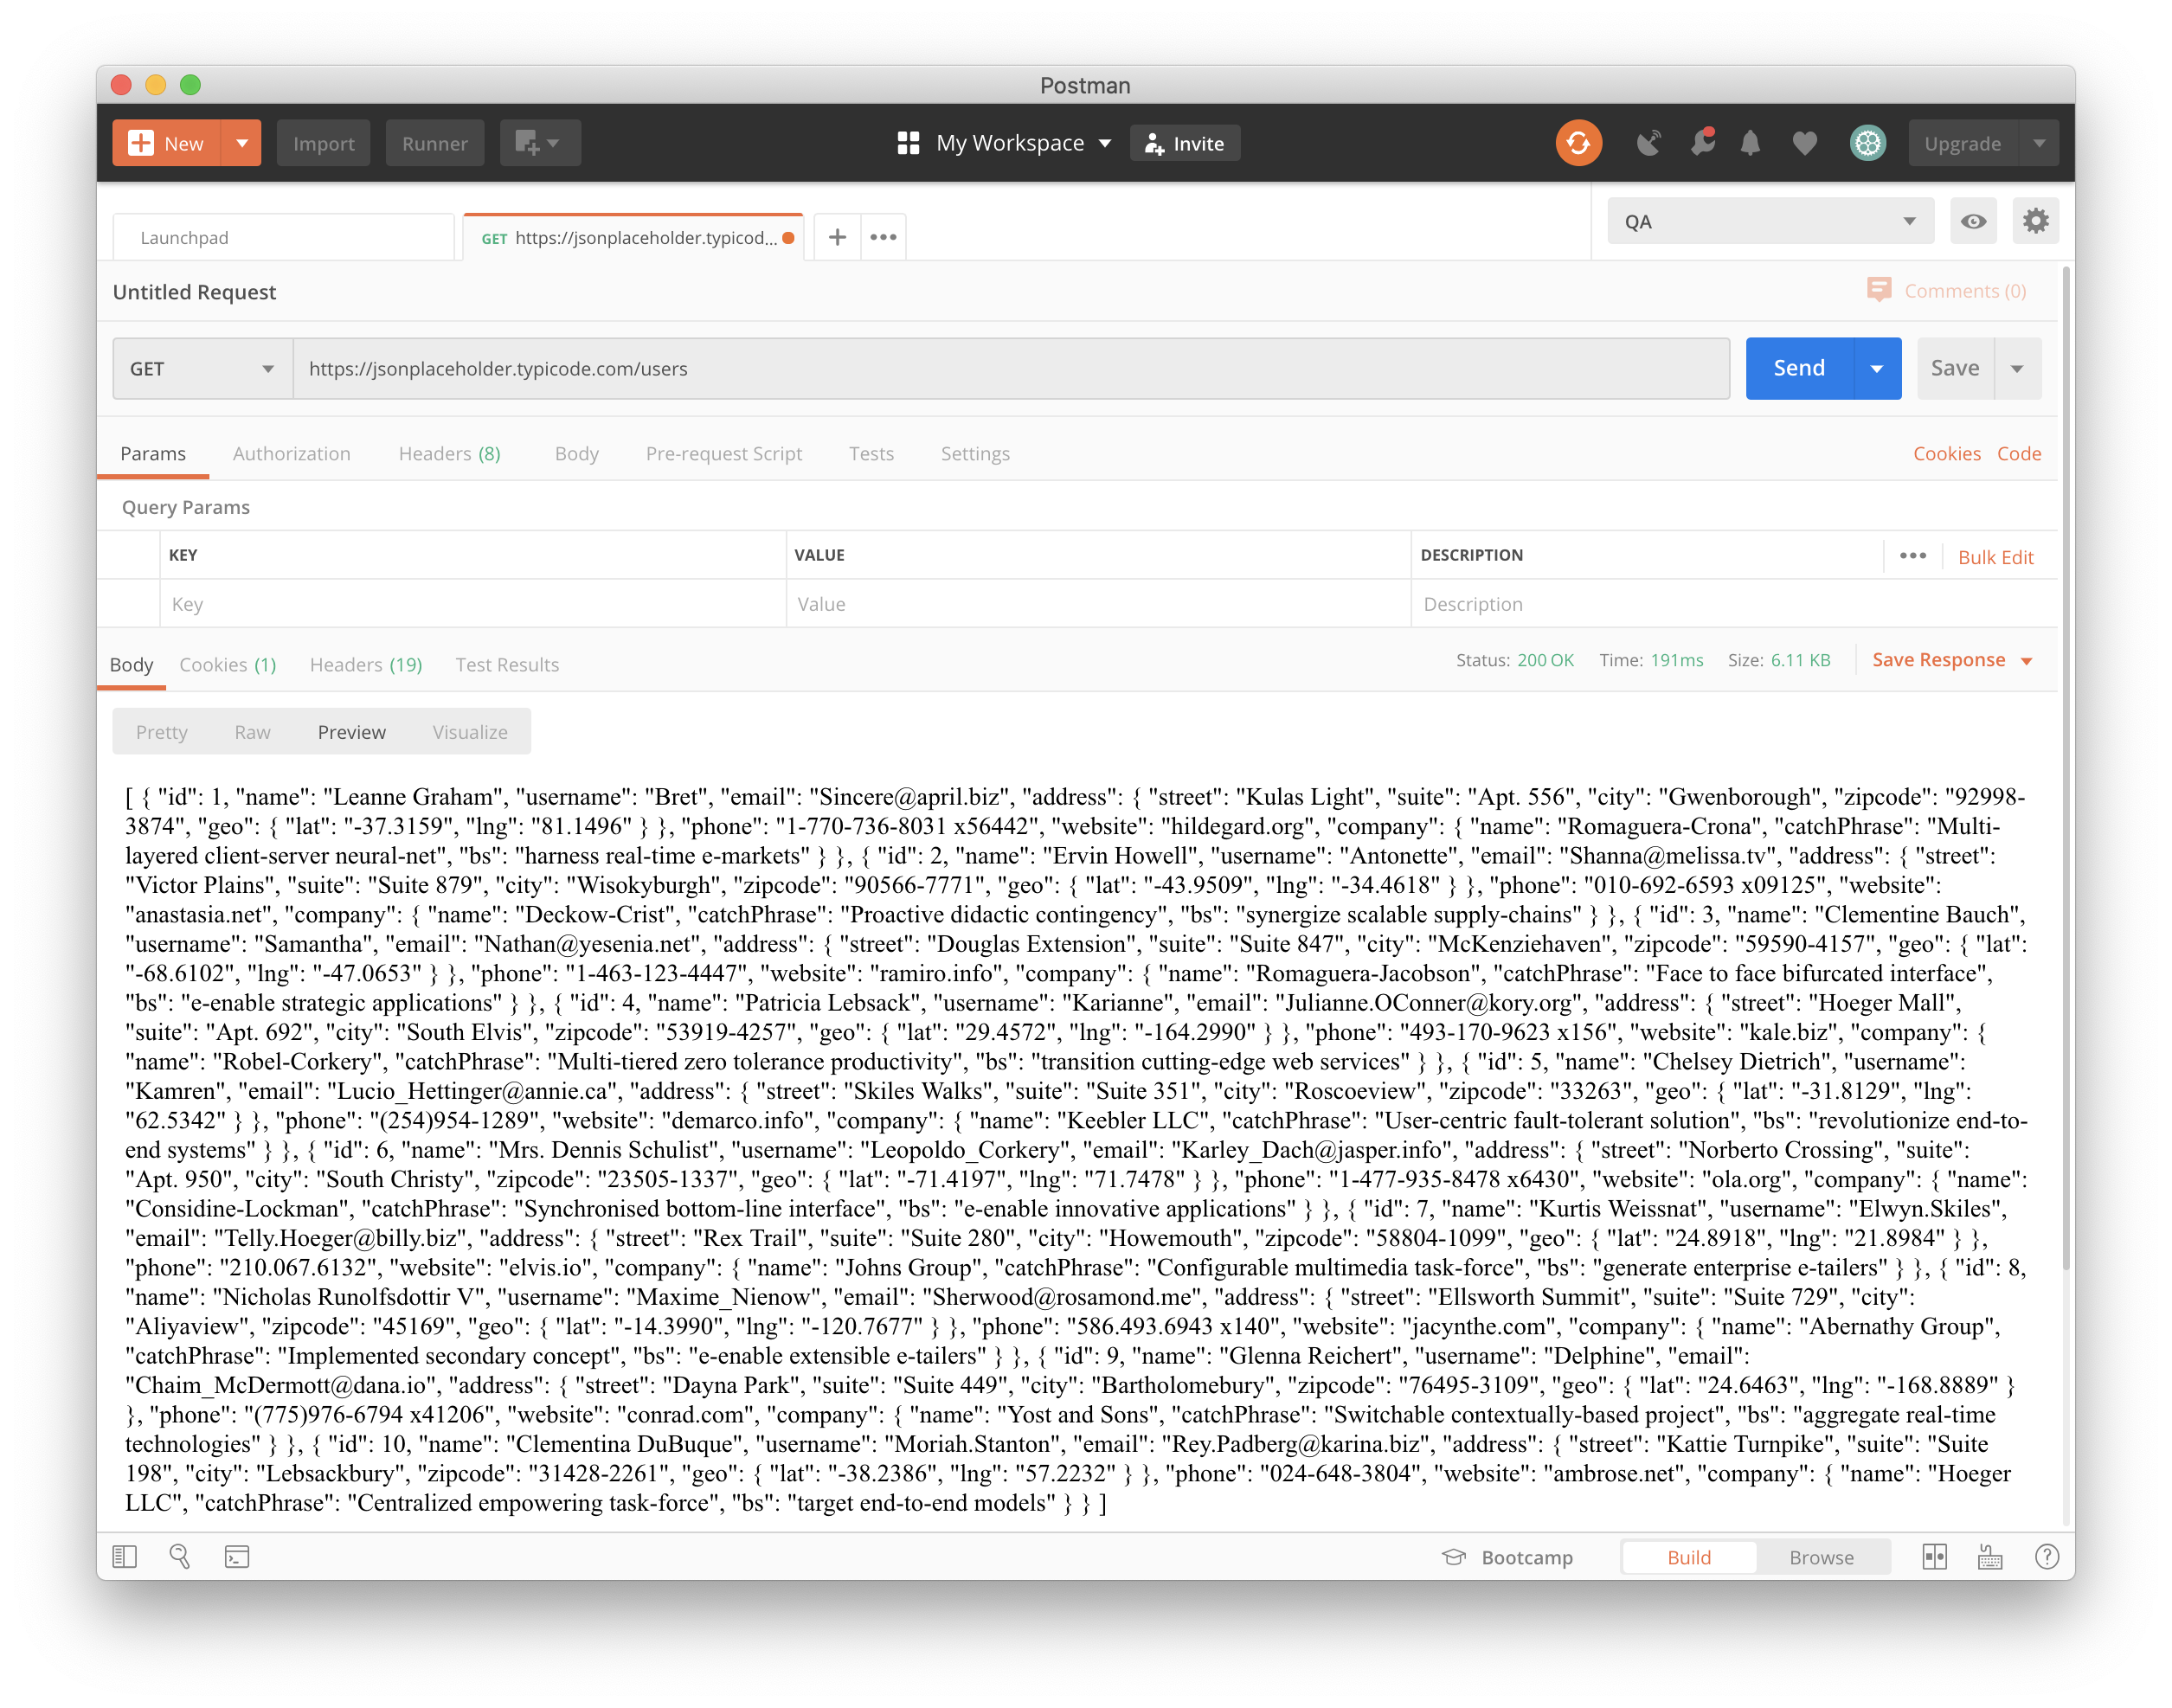 Postman
New
Import
Runner
My Workspace
Invite
Upgrade
Launchpad
GET https://jsonplaceholder.typicod...
QA
Untitled Request
Comments (0)
GET
https://jsonplaceholder.typicode.com/users
Send
Save
Params Authorization Headers (8) Body Pre-request Script Tests Settings Cookies Code
Query Params
KEY VALUE DESCRIPTION Bulk Edit
Key Value Description
Body Cookies (1) Headers (19) Test Results Status: 200 OK Time: 191ms Size: 6.11 KB Save Response
Pretty Raw Preview Visualize
[ { "id": 1, "name": "Leanne Graham", "username": "Bret", "email": "Sincere@april.biz", "address": { "street": "Kulas Light", "suite": "Apt. 556", "city": "Gwenborough", "zipcode": "92998-
3874", "geo": { "lat": "-37.3159", "lng": "81.1496" } }, "phone": "1-770-736-8031 x56442", "website": "hildegard.org", "company": { "name": "Romaguera-Crona", "catchPhrase": "Multi-
layered client-server neural-net", "bs": "harness real-time e-markets" } }, { "id": 2, "name": "Ervin Howell", "username": "Antonette", "email": "Shanna@melissa.tv", "address": { "street":
"Victor Plains", "suite": "Suite 879", "city": "Wisokyburgh", "zipcode": "90566-7771", "geo": { "lat": "-43.9509", "lng": "-34.4618" } }, "phone": "010-692-6593 x09125", "website":
"anastasia.net", "company": { "name": "Deckow-Crist", "catchPhrase": "Proactive didactic contingency", "bs": "synergize scalable supply-chains" } }, { "id": 3, "name": "Clementine Bauch",
"username": "Samantha", "email": "Nathan@yesenia.net", "address": { "street": "Douglas Extension", "suite": "Suite 847", "city": "McKenziehaven", "zipcode": "59590-4157", "geo": { "lat":
"-68.6102", "lng": "-47.0653" } }, "phone": "1-463-123-4447", "website": "ramiro.info", "company": { "name": "Romaguera-Jacobson", "catchPhrase": "Face to face bifurcated interface",
"bs": "e-enable strategic applications" } }, { "id": 4, "name": "Patricia Lebsack", "username": "Karianne", "email": "Julianne.OConner@kory.org", "address": { "street": "Hoeger Mall",
"suite": "Apt. 692", "city": "South Elvis", "zipcode": "53919-4257", "geo": { "lat": "29.4572", "lng": "-164.2990" } }, "phone": "493-170-9623 x156", "website": "kale.biz", "company": {
"name": "Robel-Corkery", "catchPhrase": "Multi-tiered zero tolerance productivity", "bs": "transition cutting-edge web services" } }, { "id": 5, "name": "Chelsey Dietrich", "username":
"Kamren", "email": "Lucio_Hettinger@annie.ca", "address": { "street": "Skiles Walks", "suite": "Suite 351", "city": "Roscoeview", "zipcode": "33263", "geo": { "lat": "-31.8129", "lng":
"62.5342" } }, "phone": "(254)954-1289", "website": "demarco.info", "company": { "name": "Keebler LLC", "catchPhrase": "User-centric fault-tolerant solution", "bs": "revolutionize end-to-
end systems" } }, { "id": 6, "name": "Mrs. Dennis Schulist", "username": "Leopoldo_Corkery", "email": "Karley_Dach@jasper.info", "address": { "street": "Norberto Crossing", "suite":
"Apt. 950", "city": "South Christy", "zipcode": "23505-1337", "geo": { "lat": "-71.4197", "lng": "71.7478" } }, "phone": "1-477-935-8478 x6430", "website": "ola.org", "company": { "name":
"Considine-Lockman", "catchPhrase": "Synchronised bottom-line interface", "bs": "e-enable innovative applications" } }, { "id": 7, "name": "Kurtis Weissnat", "username": "Elwyn.Skiles",
"email": "Telly.Hoeger@billy.biz", "address": { "street": "Rex Trail", "suite": "Suite 280", "city": "Howemouth", "zipcode": "58804-1099", "geo": { "lat": "24.8918", "lng": "21.8984" } },
"phone": "210.067.6132", "website": "elvis.io", "company": { "name": "Johns Group", "catchPhrase": "Configurable multimedia task-force", "bs": "generate enterprise e-tailers" } }, { "id": 8,
"name": "Nicholas Runolfsdottir V", "username": "Maxime_Nienow", "email": "Sherwood@rosamond.me", "address": { "street": "Ellsworth Summit", "suite": "Suite 729", "city":
"Aliyaview", "zipcode": "45169", "geo": { "lat": "-14.3990", "lng": "-120.7677" } }, "phone": "586.493.6943 x140", "website": "jacynthe.com", "company": { "name": "Abernathy Group",
"catchPhrase": "Implemented secondary concept", "bs": "e-enable extensible e-tailers" } }, { "id": 9, "name": "Glenna Reichert", "username": "Delphine", "email":
"Chaim_McDermott@dana.io", "address": { "street": "Dayna Park", "suite": "Suite 449", "city": "Bartholomebury", "zipcode": "76495-3109", "geo": { "lat": "24.6463", "lng": "-168.8889" }
}, "phone": "(775)976-6794 x41206", "website": "conrad.com", "company": { "name": "Yost and Sons", "catchPhrase": "Switchable contextually-based project", "bs": "aggregate real-time
technologies" } }, { "id": 10, "name": "Clementina DuBuque", "username": "Moriah.Stanton", "email": "Rey.Padberg@karina.biz", "address": { "street": "Kattie Turnpike", "suite": "Suite
198", "city": "Lebsackbury", "zipcode": "31428-2261", "geo": { "lat": "-38.2386", "lng": "57.2232" } }, "phone": "024-648-3804", "website": "ambrose.net", "company": { "name": "Hoeger
LLC", "catchPhrase": "Centralized empowering task-force", "bs": "target end-to-end models" } } ]
Bootcamp Build Browse